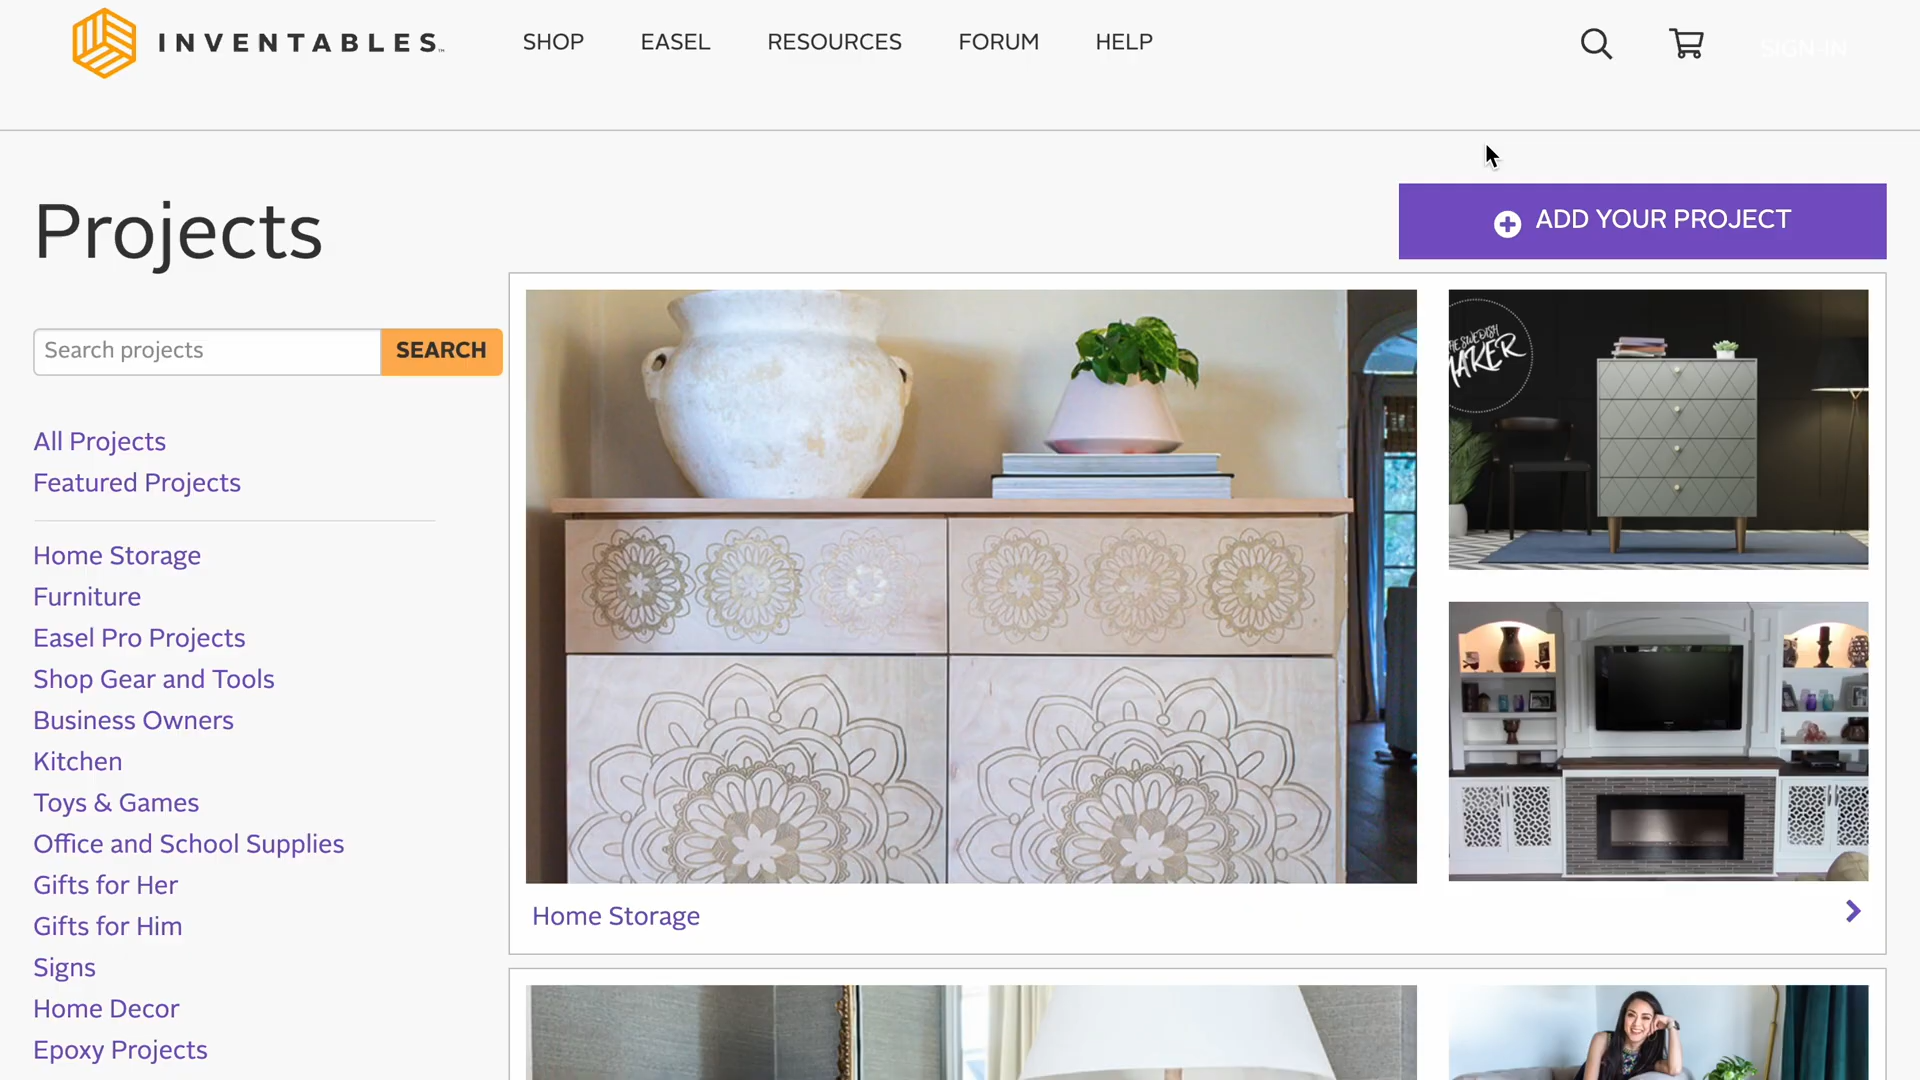 INVENTABLES™
SHOP
EASEL
RESOURCES
FORUM
HELP
SIGN-IN
Projects
ADD YOUR PROJECT
Search projects
SEARCH
All Projects
Featured Projects
Home Storage
Furniture
Easel Pro Projects
Shop Gear and Tools
Business Owners
Kitchen
Toys & Games
Office and School Supplies
Gifts for Her
Gifts for Him
Signs
Home Decor
Epoxy Projects
SWEDISH
MAKER
Home Storage